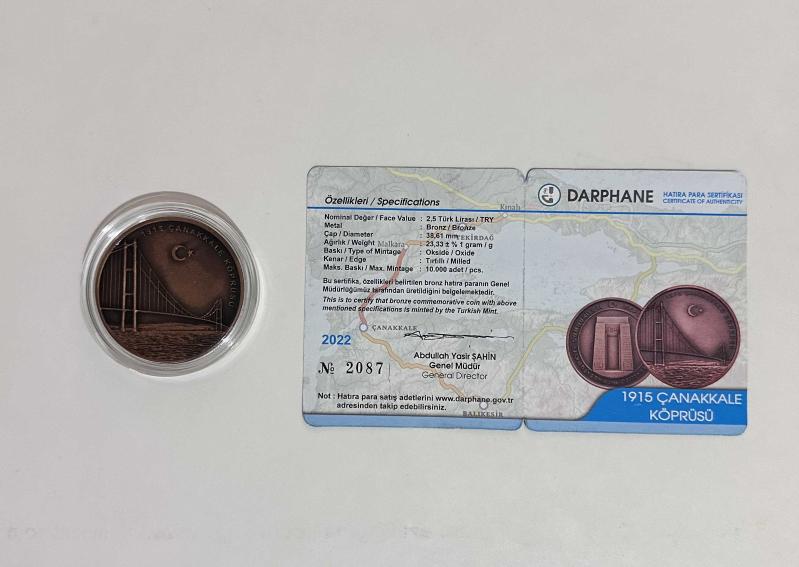 1915 ÇANAKKALE KÖPRÜSÜ
Özellikleri / Specifications
Nominal Değer / Face Value : 2,5 Türk Lirası / TRY
Metal : Bronz / Bronze
Çap / Diameter : 38,61 mm
Ağırlık / Weight : 23,33 ± % 1 gram / g
Baskı / Type of Mintage : Okside / Oxide
Kenar / Edge : Tırtıllı / Milled
Maks. Baskı / Max. Mintage : 10.000 adet / pcs.
Bu sertifika, özellikleri belirtilen bronz hatıra paranın Genel
Müdürlüğümüz tarafından üretildiğini belgelemektedir.
This is to certify that bronze commemorative coin with above
mentioned specifications is minted by the Turkish Mint.
Kınalı
TEKİRDAĞ
Malkara
ÇANAKKALE
2022
№ 2087
Abdullah Yasir ŞAHİN
Genel Müdür
General Director
Not : Hatıra para satış adetlerini www.darphane.gov.tr
adresinden takip edebilirsiniz.
BALIKESİR
DARPHANE
HATIRA PARA SERTİFİKASI
CERTIFICATE OF AUTHENTICITY
1915 ÇANAKKALE
KÖPRÜSÜ